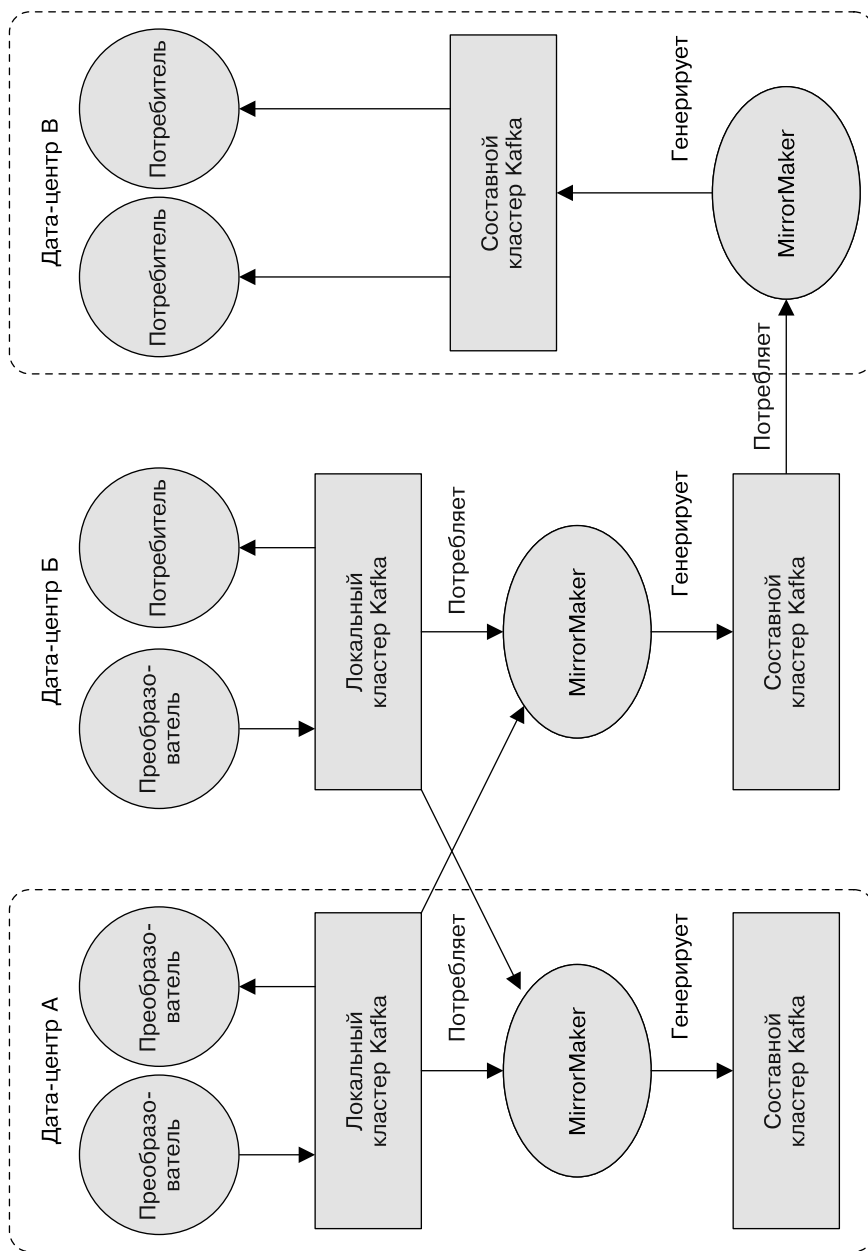 Дата-центр А
Преобразо-
ватель
Преобразо-
ватель
Локальный
кластер Kafka
Потребляет
MirrorMaker
Генерирует
Составной
кластер Kafka
Дата-центр Б
Преобразо-
ватель
Потребитель
Локальный
кластер Kafka
Потребляет
MirrorMaker
Генерирует
Составной
кластер Kafka
Потребляет
Дата-центр В
Потребитель
Потребитель
Составной
кластер Kafka
Генерирует
MirrorMaker